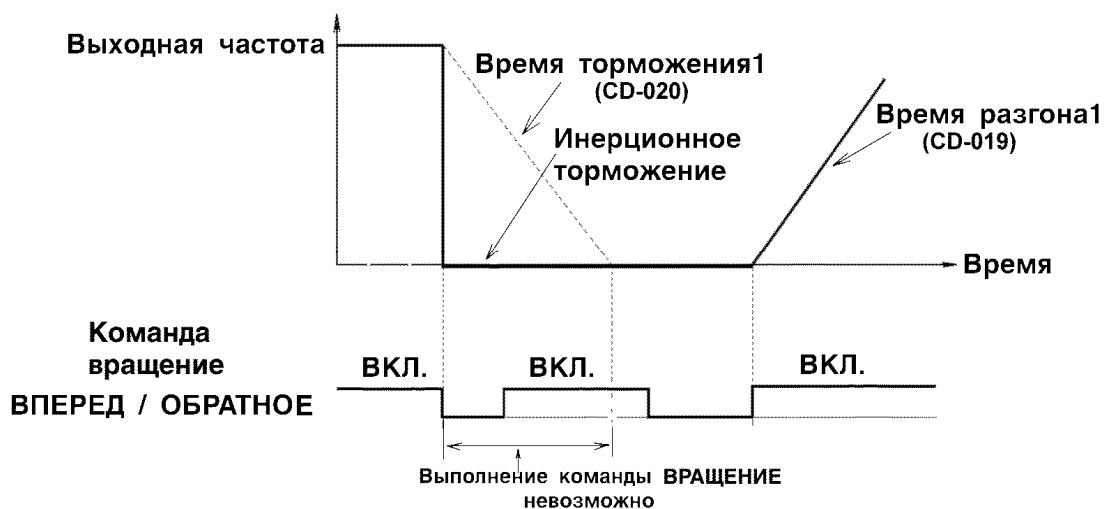 Выходная частота
Время торможения1
(CD-020)
Инерционное
торможение
Время разгона1
(CD-019)
Время
Команда
вращение
ВПЕРЕД / ОБРАТНОЕ
ВКЛ.
ВКЛ.
ВКЛ.
Выполнение команды ВРАЩЕНИЕ
невозможно